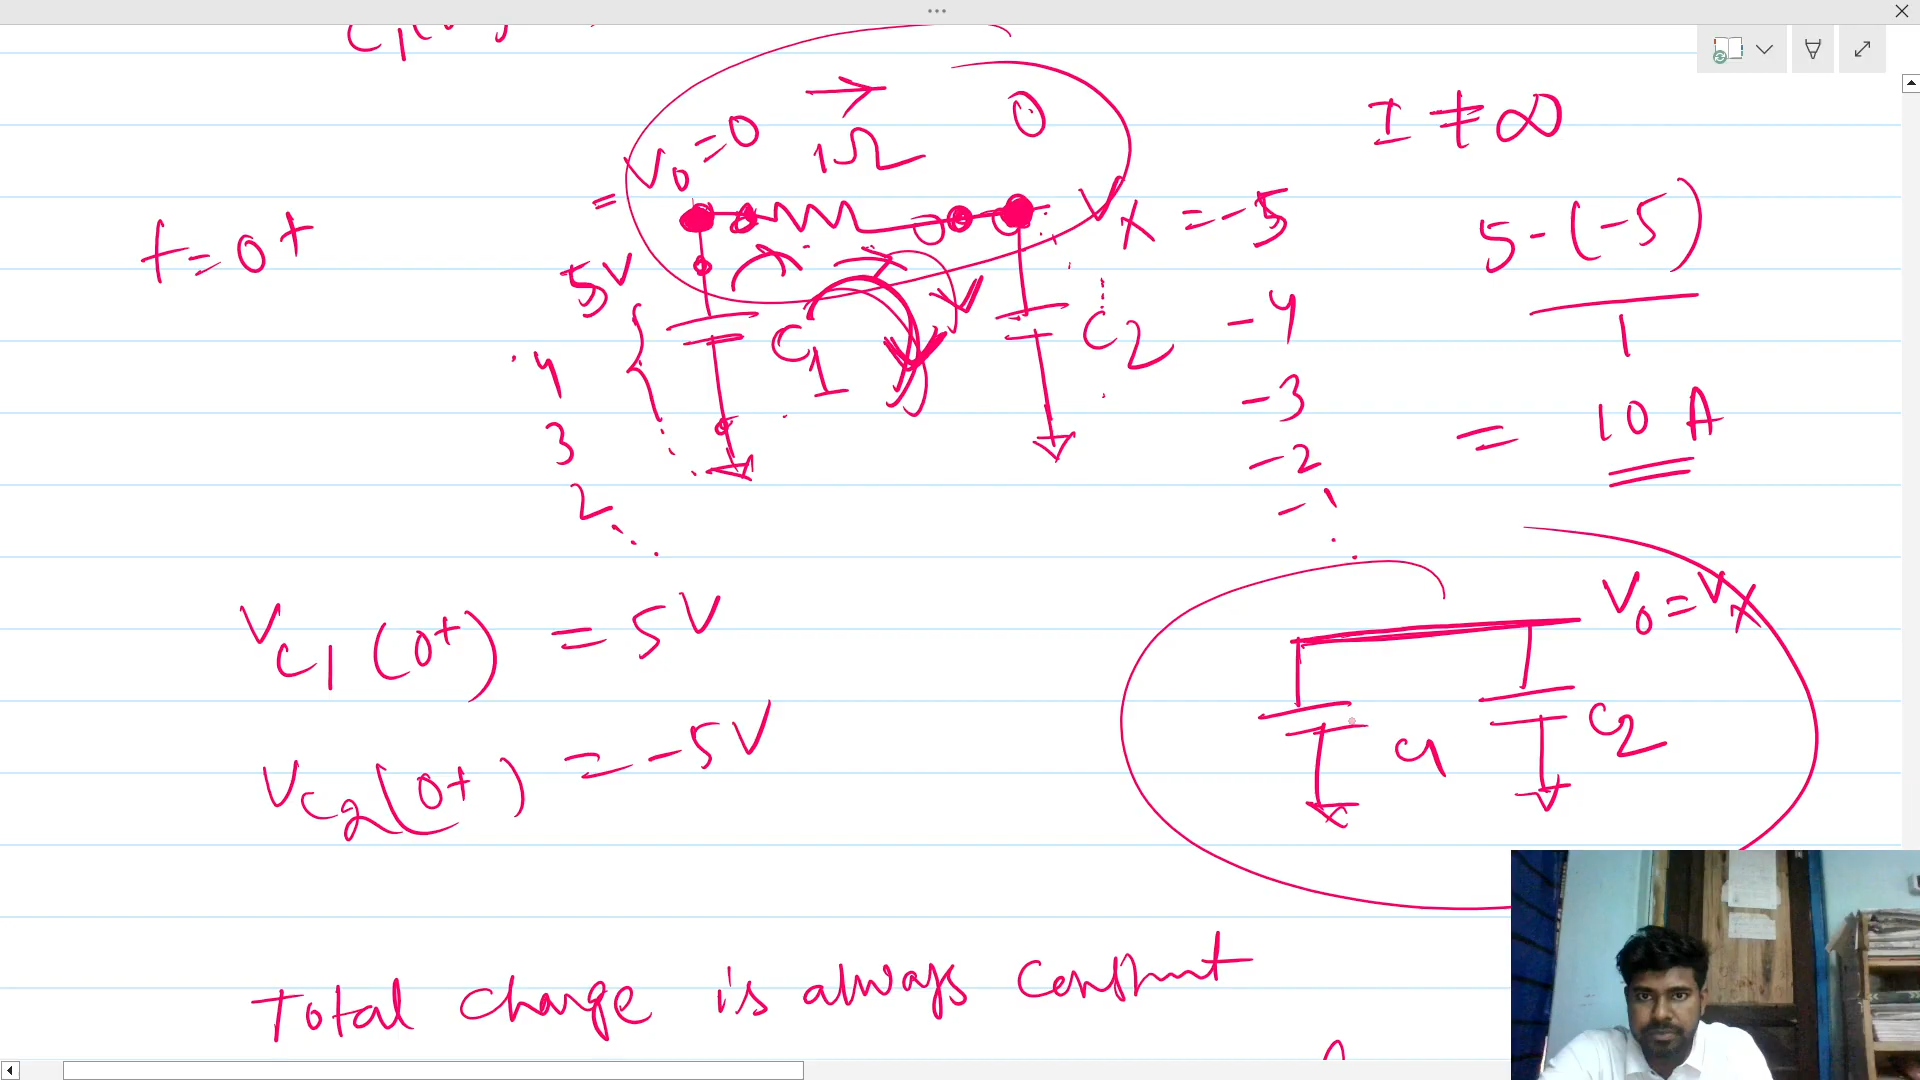 I ≠ ∞
V₀ = 0
1Ω
0
t = 0+
=
5V
Vx = -5
5 - (-5)
1
= 10 A
C1
C2
4
3
2
-4
-3
-2
-1
VC1 (0+) = 5V
VC2 (0+) = -5V
V₀ = Vx
C1
C2
Total charge is always constant